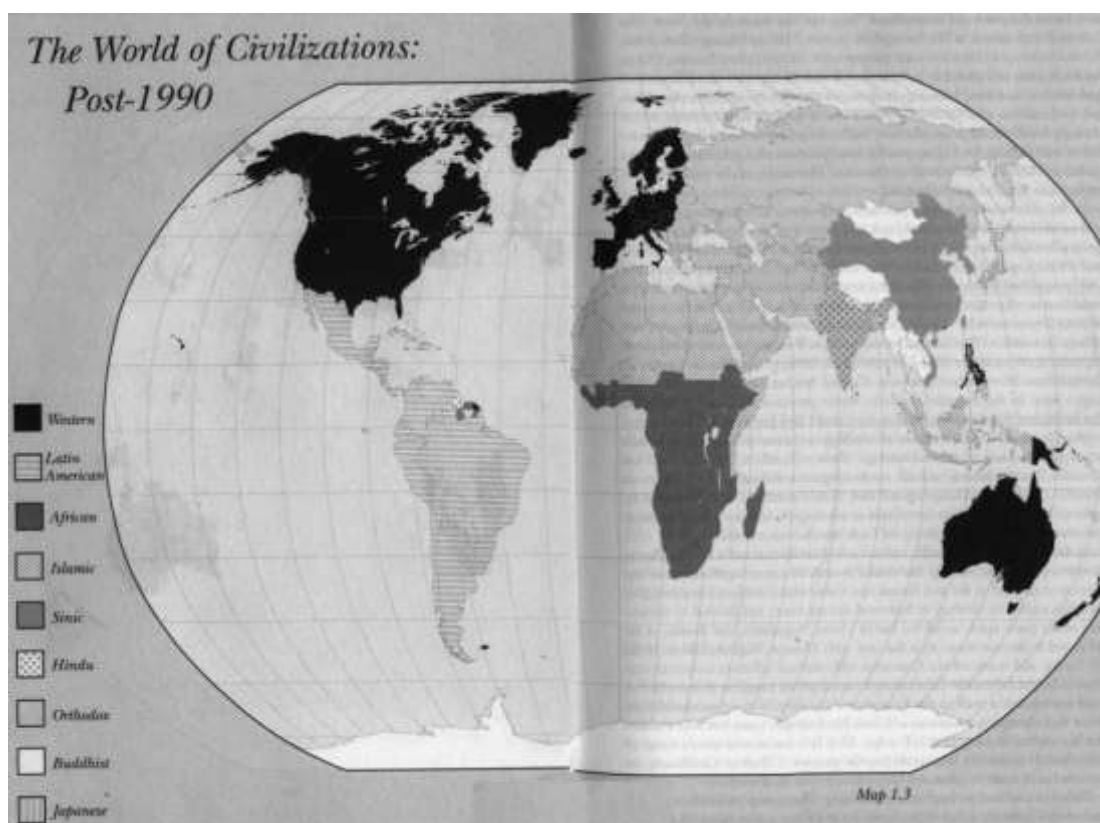 The World of Civilizations:
Post-1990
Western
Latin
American
African
Islamic
Sinic
Hindu
Orthodox
Buddhist
Japanese
Map 1.3